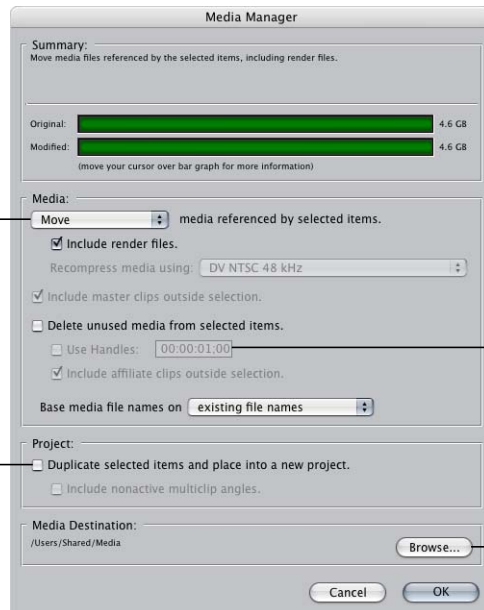 Media Manager
Summary:
Move media files referenced by the selected items, including render files.
Original: 4.6 GB
Modified: 4.6 GB
(move your cursor over bar graph for more information)
Media:
Move media referenced by selected items.
Include render files.
Recompress media using: DV NTSC 48 kHz
Include master clips outside selection.
Delete unused media from selected items.
Use Handles: 00:00:01;00
Include affiliate clips outside selection.
Base media file names on existing file names
Project:
Duplicate selected items and place into a new project.
Include nonactive multiclip angles.
Media Destination:
/Users/Shared/Media
Browse...
Cancel OK